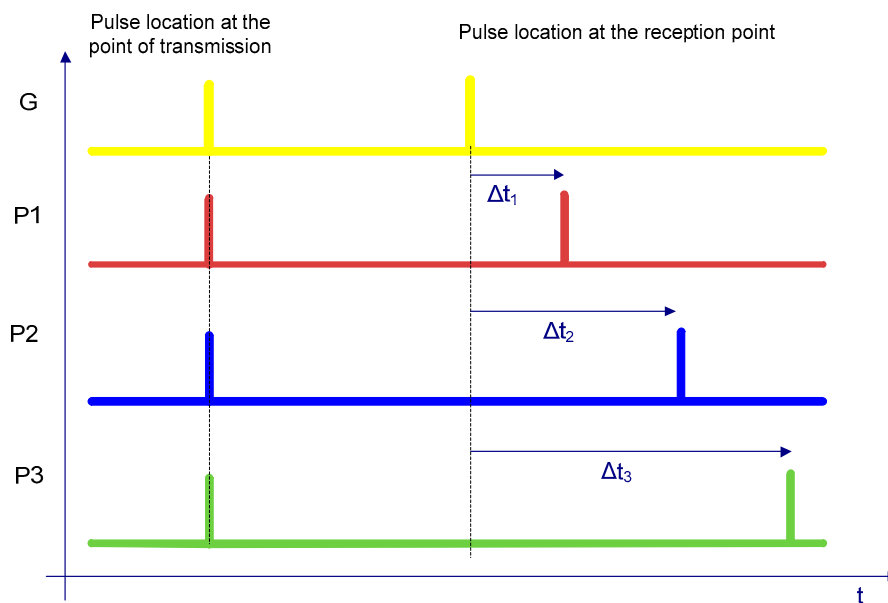 Pulse location at the
point of transmission
Pulse location at the reception point
G
Δt₁
P1
P2
Δt₂
P3
Δt₃
t